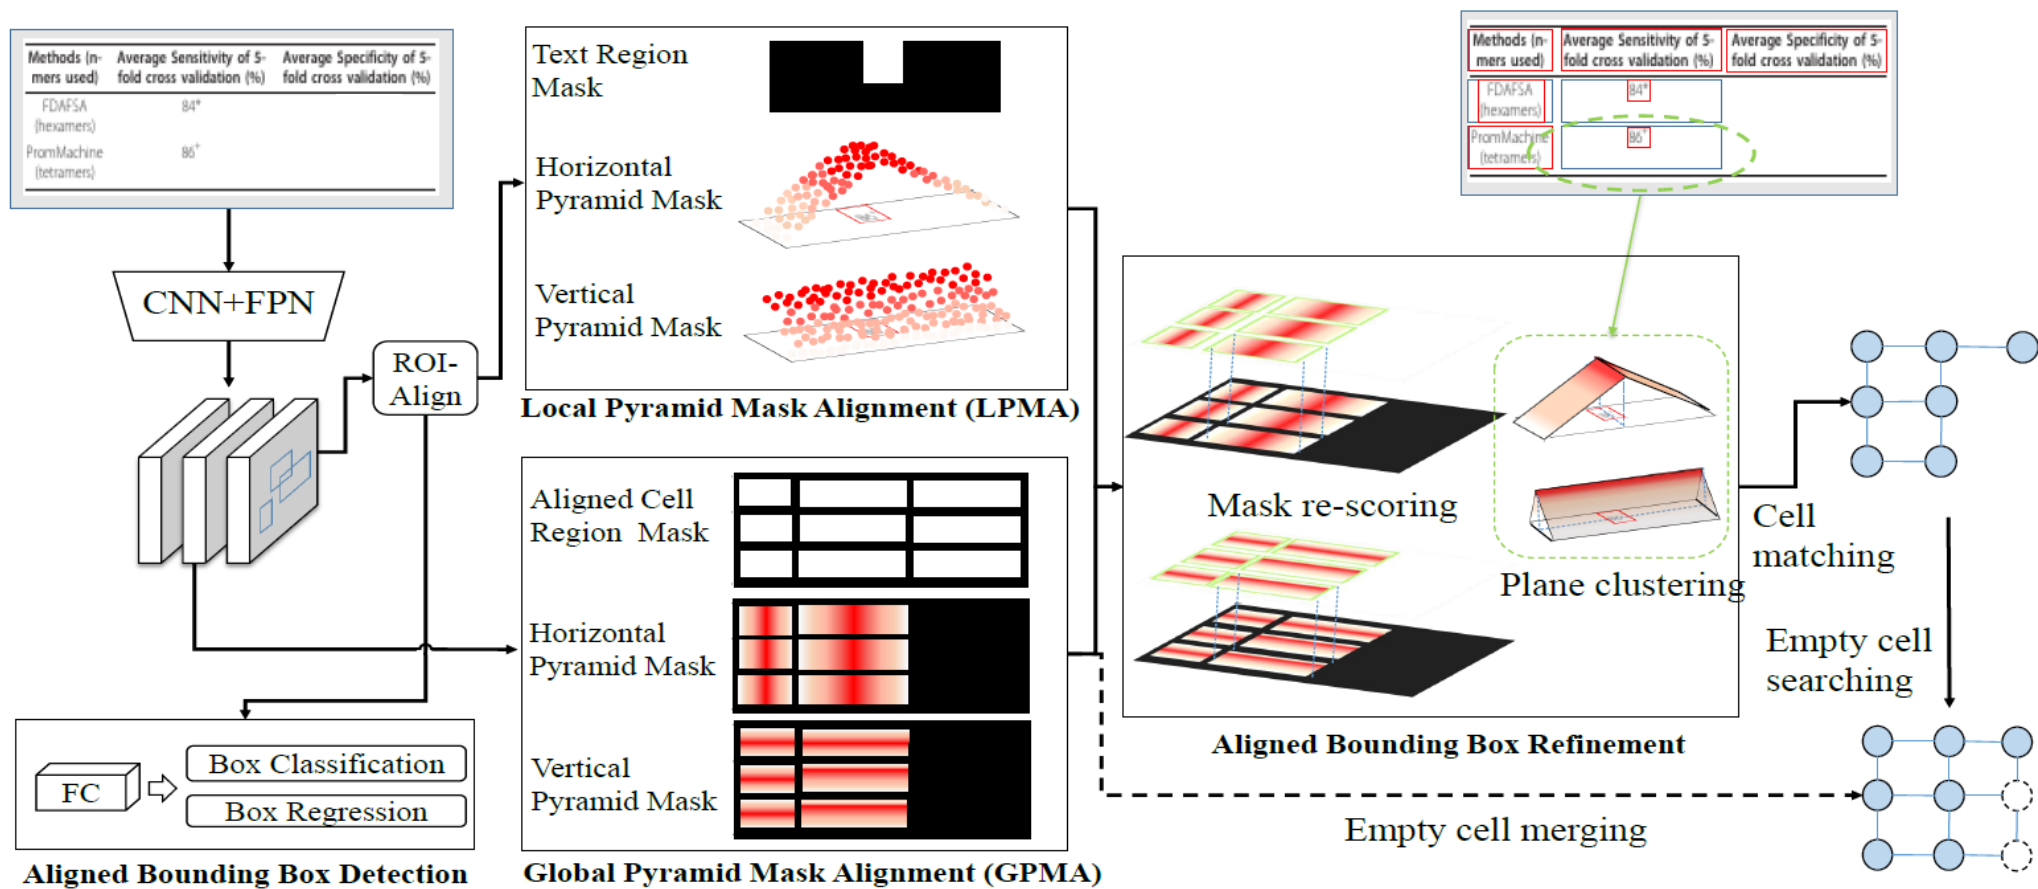 Methods (n-
mers used)
Average Sensitivity of 5-
fold cross validation (%)
Average Specificity of 5-
fold cross validation (%)
FDAFSA
(hexamers)
84*
PromMachine
(tetramers)
86+
CNN+FPN
ROI-
Align
FC
Box Classification
Box Regression
Aligned Bounding Box Detection
Text Region
Mask
Horizontal
Pyramid Mask
Vertical
Pyramid Mask
Local Pyramid Mask Alignment (LPMA)
Aligned Cell
Region Mask
Horizontal
Pyramid Mask
Vertical
Pyramid Mask
Global Pyramid Mask Alignment (GPMA)
Methods (n-
mers used)
Average Sensitivity of 5-
fold cross validation (%)
Average Specificity of 5-
fold cross validation (%)
FDAFSA
(hexamers)
84*
PromMachine
(tetramers)
86+
Mask re-scoring
Plane clustering
Aligned Bounding Box Refinement
Cell
matching
Empty cell
searching
Empty cell merging